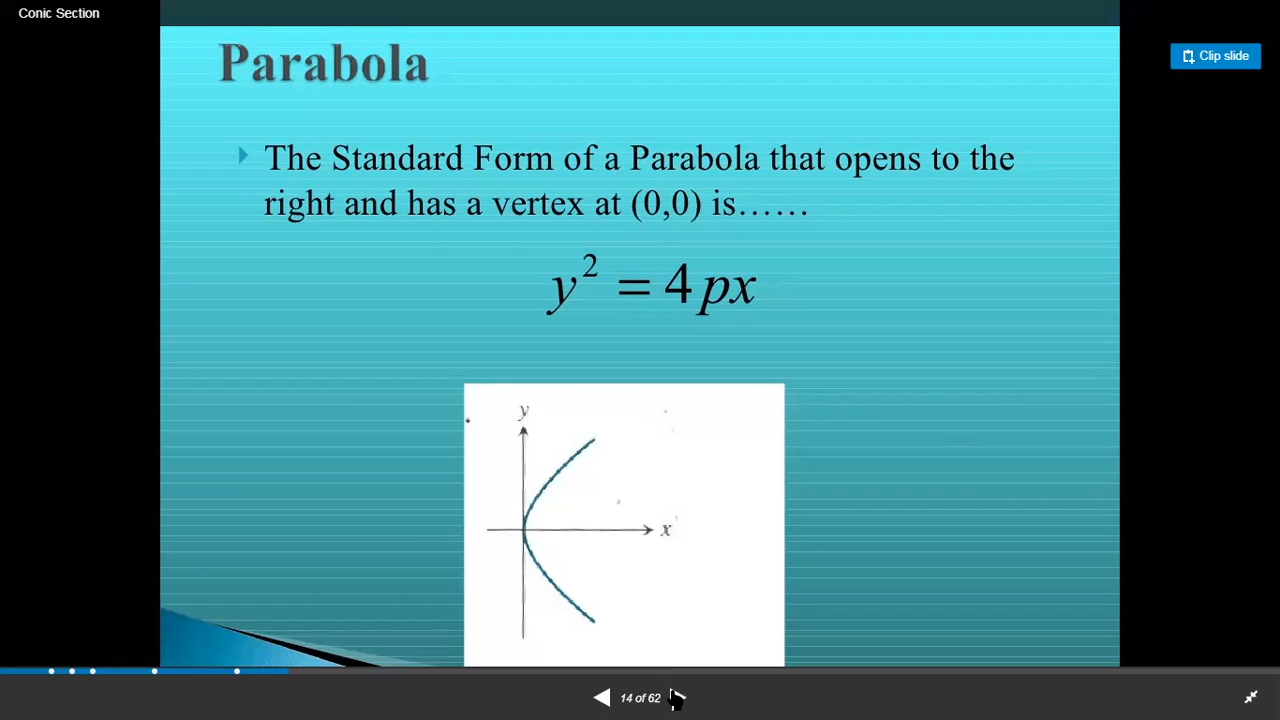 Conic Section
Clip slide
Parabola
The Standard Form of a Parabola that opens to the
right and has a vertex at (0,0) is……
y² = 4px
y
x
14 of 62